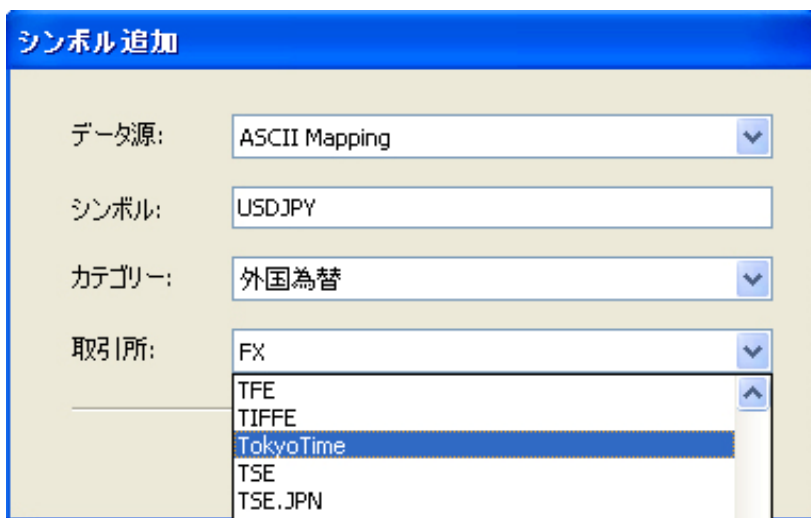 シンボル追加
データ源: ASCII Mapping
シンボル: USDJPY
カテゴリー: 外国為替
取引所: FX
TFE
TIFFE
TokyoTime
TSE
TSE.JPN